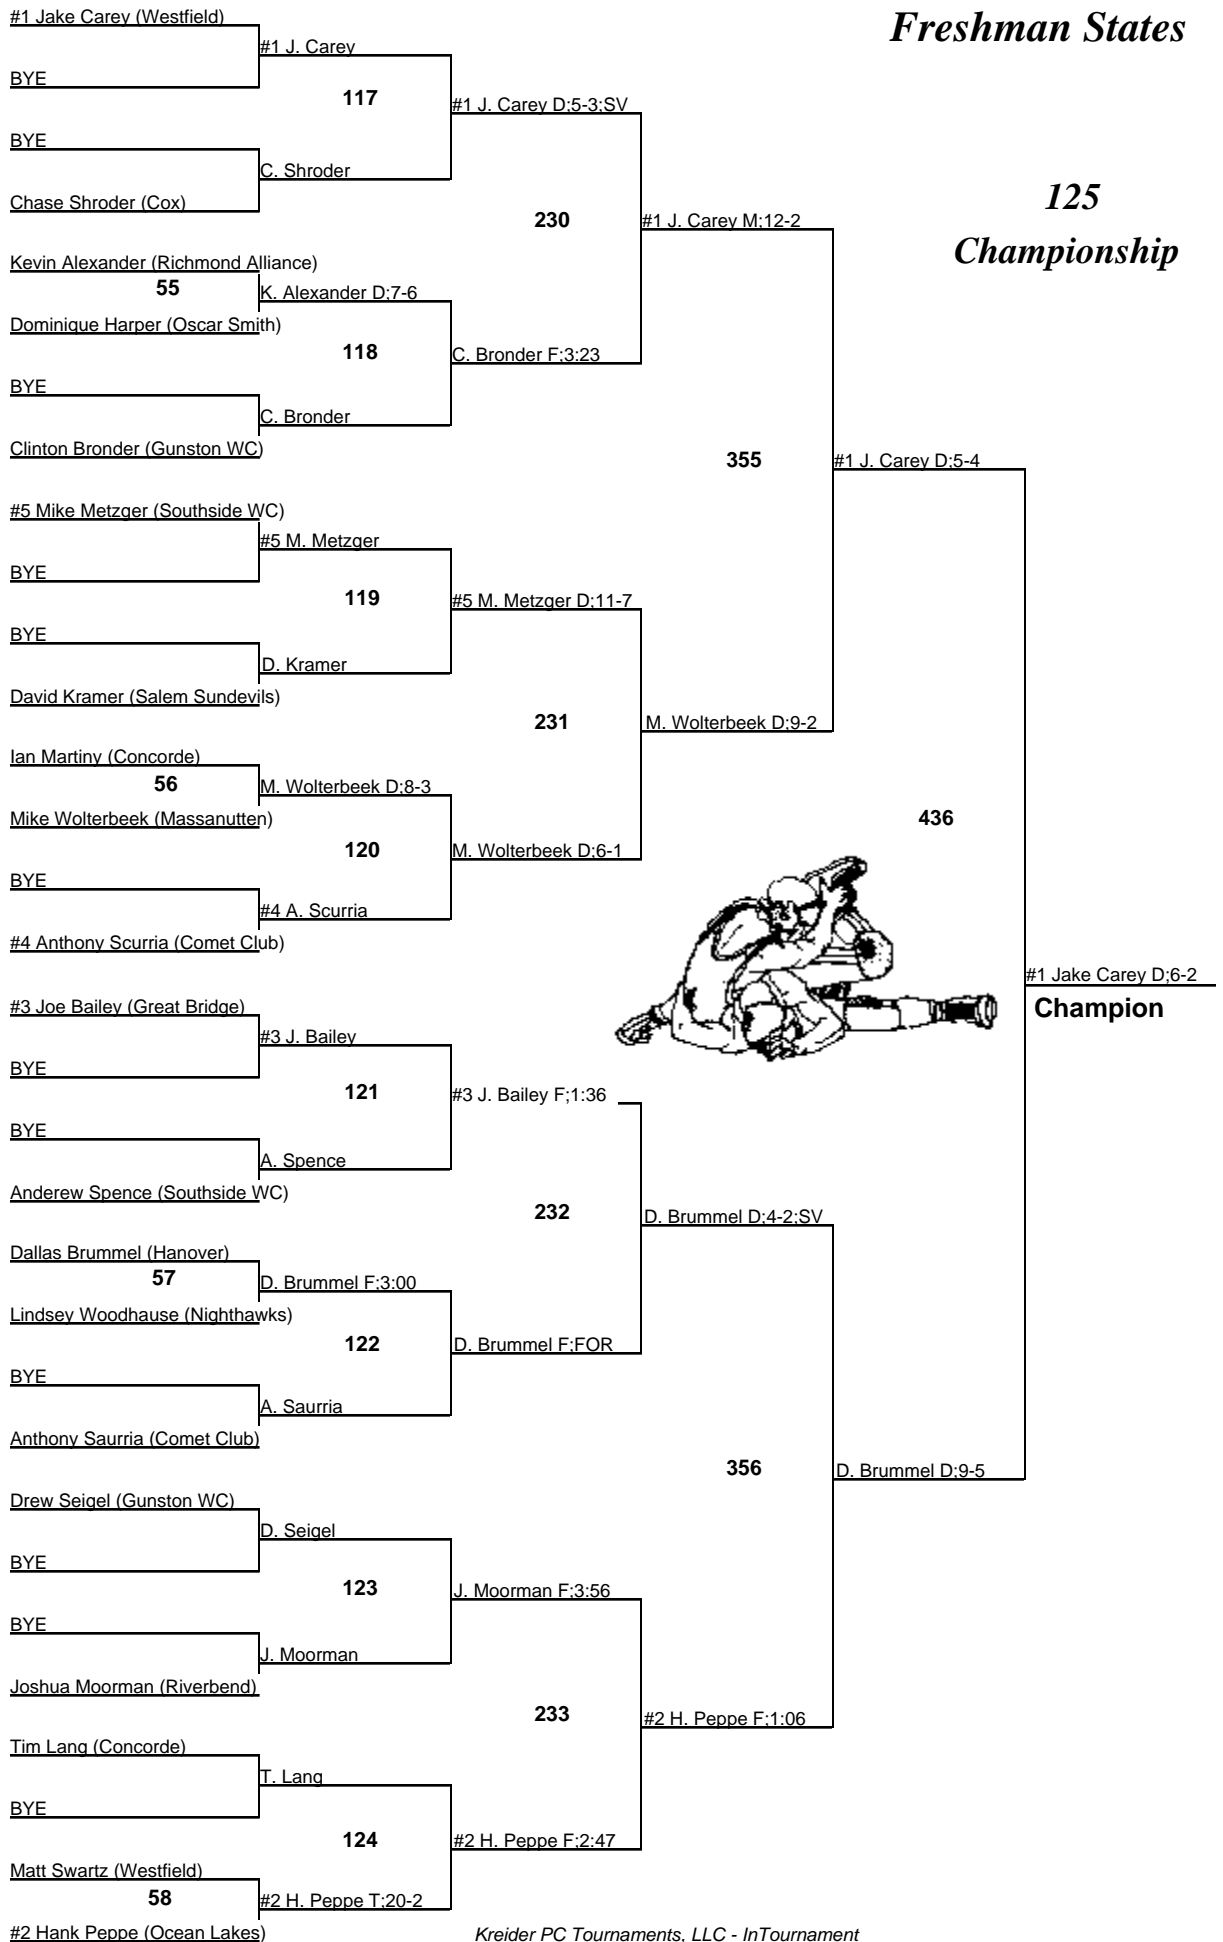 Freshman States
125
Championship
#1 Jake Carey (Westfield)
#1 J. Carey
BYE
117
#1 J. Carey D;5-3;SV
BYE
C. Shroder
Chase Shroder (Cox)
230
#1 J. Carey M;12-2
Kevin Alexander (Richmond Alliance)
55
K. Alexander D;7-6
Dominique Harper (Oscar Smith)
118
C. Bronder F;3:23
BYE
C. Bronder
Clinton Bronder (Gunston WC)
355
#1 J. Carey D;5-4
#5 Mike Metzger (Southside WC)
#5 M. Metzger
BYE
119
#5 M. Metzger D;11-7
BYE
D. Kramer
David Kramer (Salem Sundevils)
231
M. Wolterbeek D;9-2
Ian Martiny (Concorde)
56
M. Wolterbeek D;8-3
Mike Wolterbeek (Massanutten)
436
120
M. Wolterbeek D;6-1
BYE
#4 A. Scurria
#4 Anthony Scurria (Comet Club)
#1 Jake Carey D;6-2
Champion
#3 Joe Bailey (Great Bridge)
#3 J. Bailey
BYE
121
#3 J. Bailey F;1:36
BYE
A. Spence
Anderew Spence (Southside WC)
232
D. Brummel D;4-2;SV
Dallas Brummel (Hanover)
57
D. Brummel F;3:00
Lindsey Woodhause (Nighthawks)
122
D. Brummel F;FOR
BYE
A. Saurria
Anthony Saurria (Comet Club)
356
D. Brummel D;9-5
Drew Seigel (Gunston WC)
D. Seigel
BYE
123
J. Moorman F;3:56
BYE
J. Moorman
Joshua Moorman (Riverbend)
233
#2 H. Peppe F;1:06
Tim Lang (Concorde)
T. Lang
BYE
124
#2 H. Peppe F;2:47
Matt Swartz (Westfield)
58
#2 H. Peppe T;20-2
#2 Hank Peppe (Ocean Lakes)
Kreider PC Tournaments, LLC - InTournament